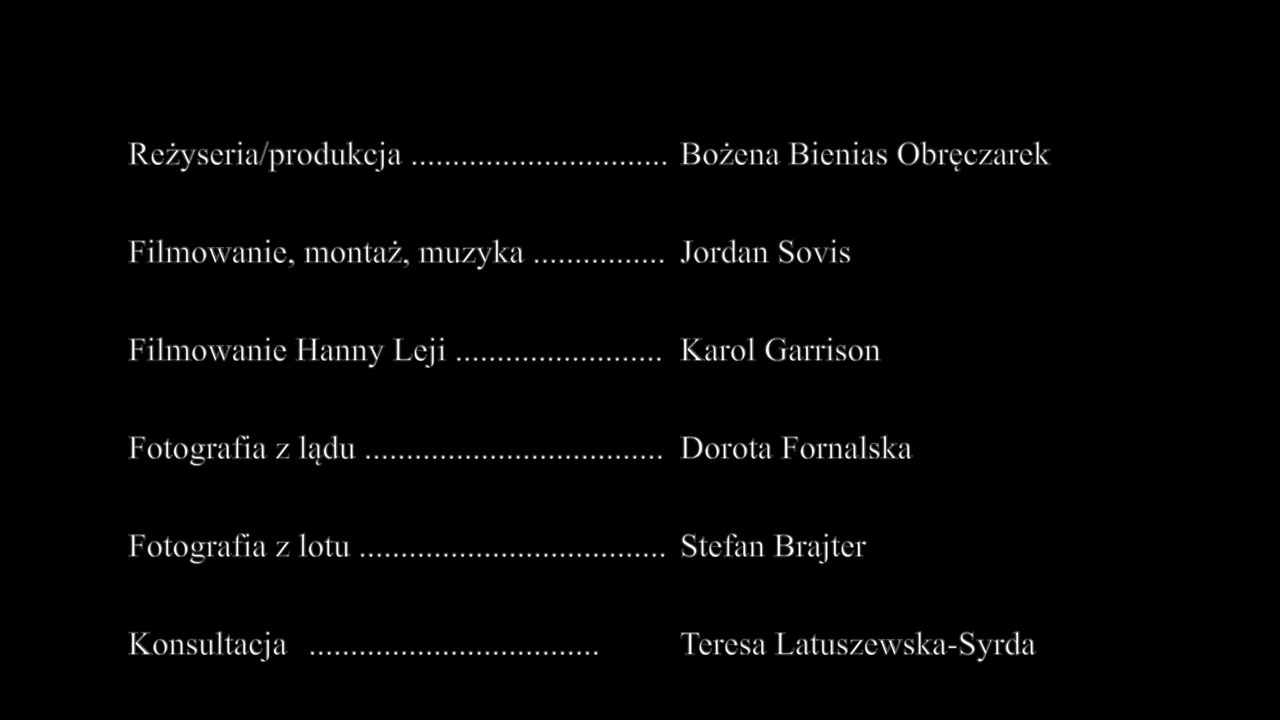 Reżyseria/produkcja ............................... Bożena Bienias Obręczarek
Filmowanie, montaż, muzyka ................ Jordan Sovis
Filmowanie Hanny Leji ......................... Karol Garrison
Fotografia z lądu .................................... Dorota Fornalska
Fotografia z lotu ..................................... Stefan Brajter
Konsultacja ................................... Teresa Latuszewska-Syrda